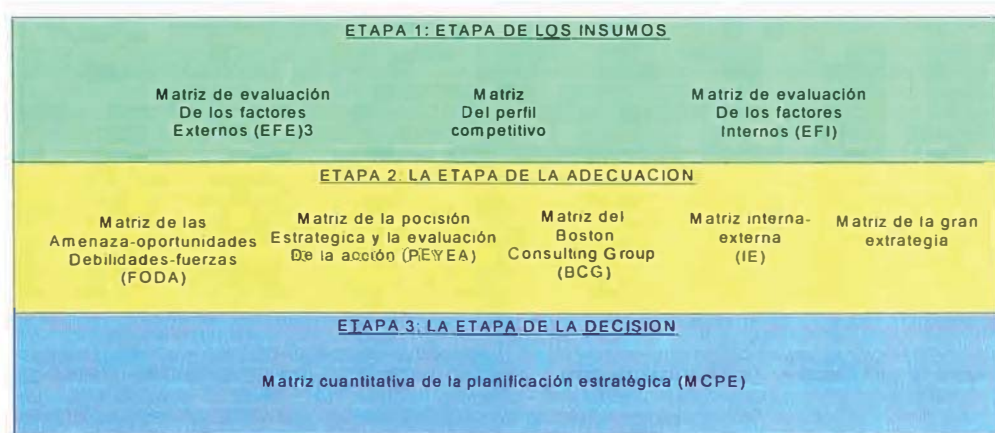 ETAPA 1: ETAPA DE LOS INSUMOS
Matriz de evaluación
De los factores
Externos (EFE)3
Matriz
Del perfil
competitivo
Matriz de evaluación
De los factores
Internos (EFI)
ETAPA 2: LA ETAPA DE LA ADECUACION
Matriz de las
Amenaza-oportunidades
Debilidades-fuerzas
(FODA)
Matriz de la pocisión
Estrategica y la evaluación
De la acción (PEYEA)
Matriz del
Boston
Consulting Group
(BCG)
Matriz interna-
externa
(IE)
Matriz de la gran
extrategia
ETAPA 3: LA ETAPA DE LA DECISION
Matriz cuantitativa de la planificación estratégica (MCPE)